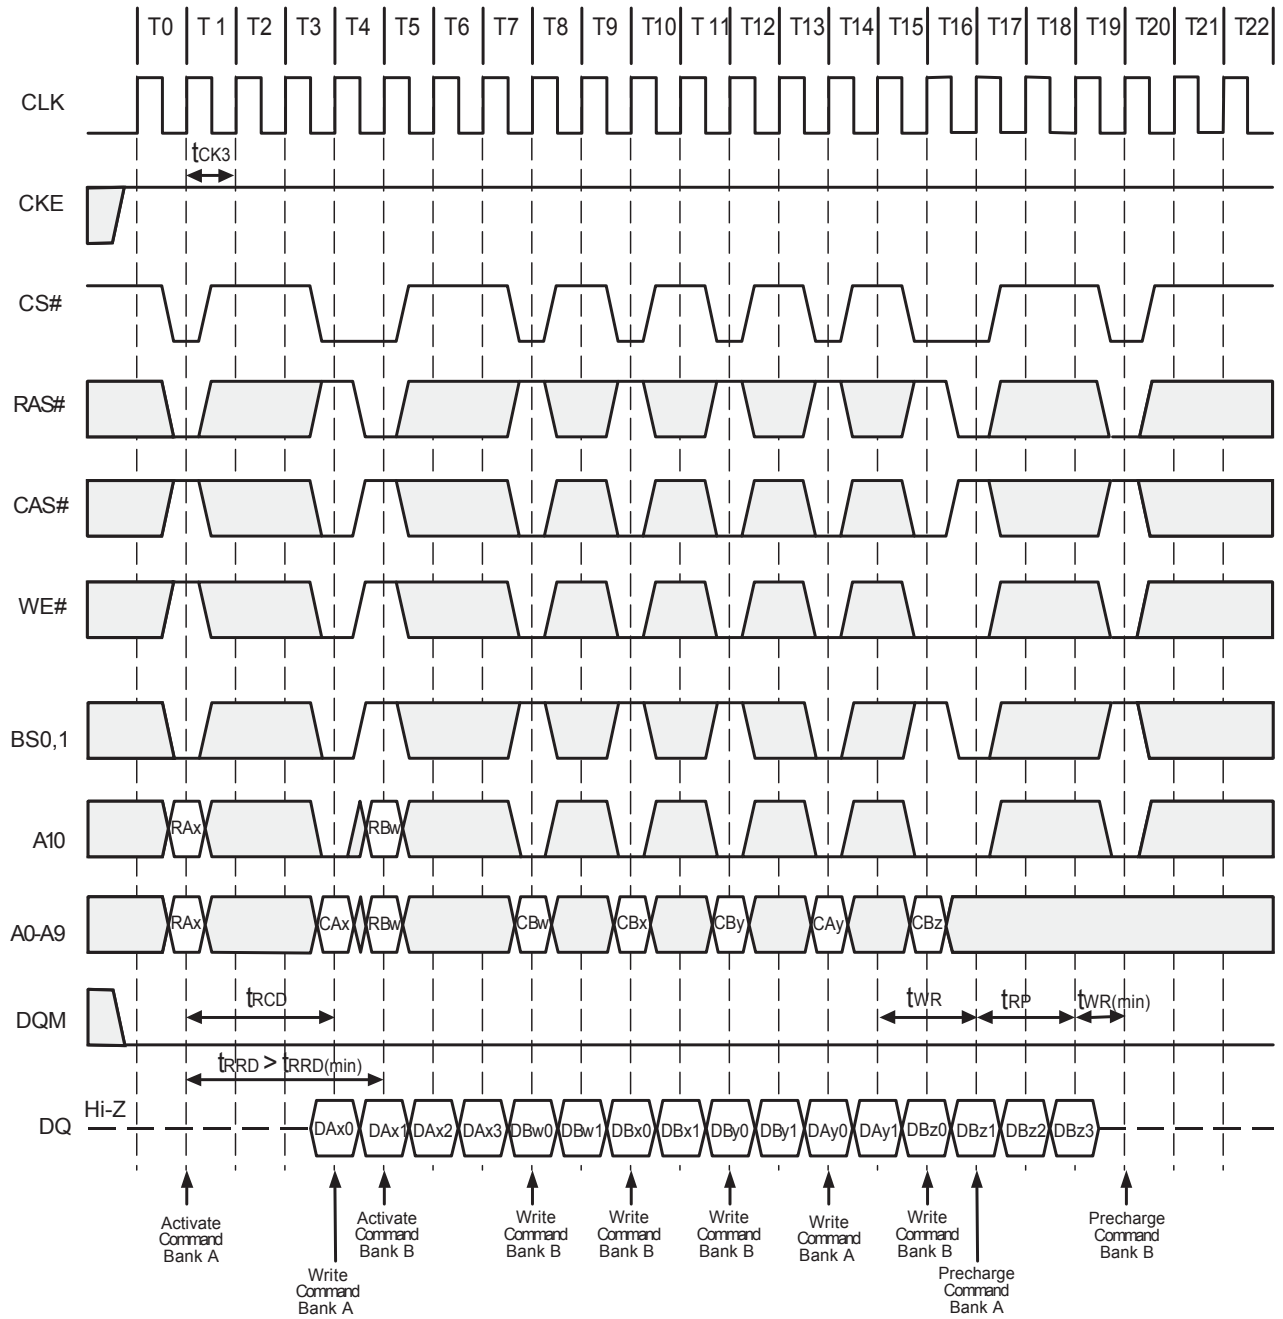 T0 T 1 T2 T3 T4 T5 T6 T7 T8 T9 T10 T 11 T12 T13 T14 T15 T16 T17 T18 T19 T20 T21 T22
CLK
tCK3
CKE
CS#
RAS#
CAS#
WE#
BS0,1
A10 RAx RBw
A0-A9 RAx CAx RBw CBw CBx CBy CAy CBz
DQM tRCD tWR tRP tWR(min)
tRRD > tRRD(min)
Hi-Z
DQ DAx0 DAx1 DAx2 DAx3 DBw0 DBw1 DBx0 DBx1 DBy0 DBy1 DAy0 DAy1 DBz0 DBz1 DBz2 DBz3
Activate
Command
Bank A
Write
Command
Bank A
Activate
Command
Bank B
Write
Command
Bank B
Write
Command
Bank B
Write
Command
Bank B
Write
Command
Bank A
Write
Command
Bank B
Precharge
Command
Bank A
Precharge
Command
Bank B